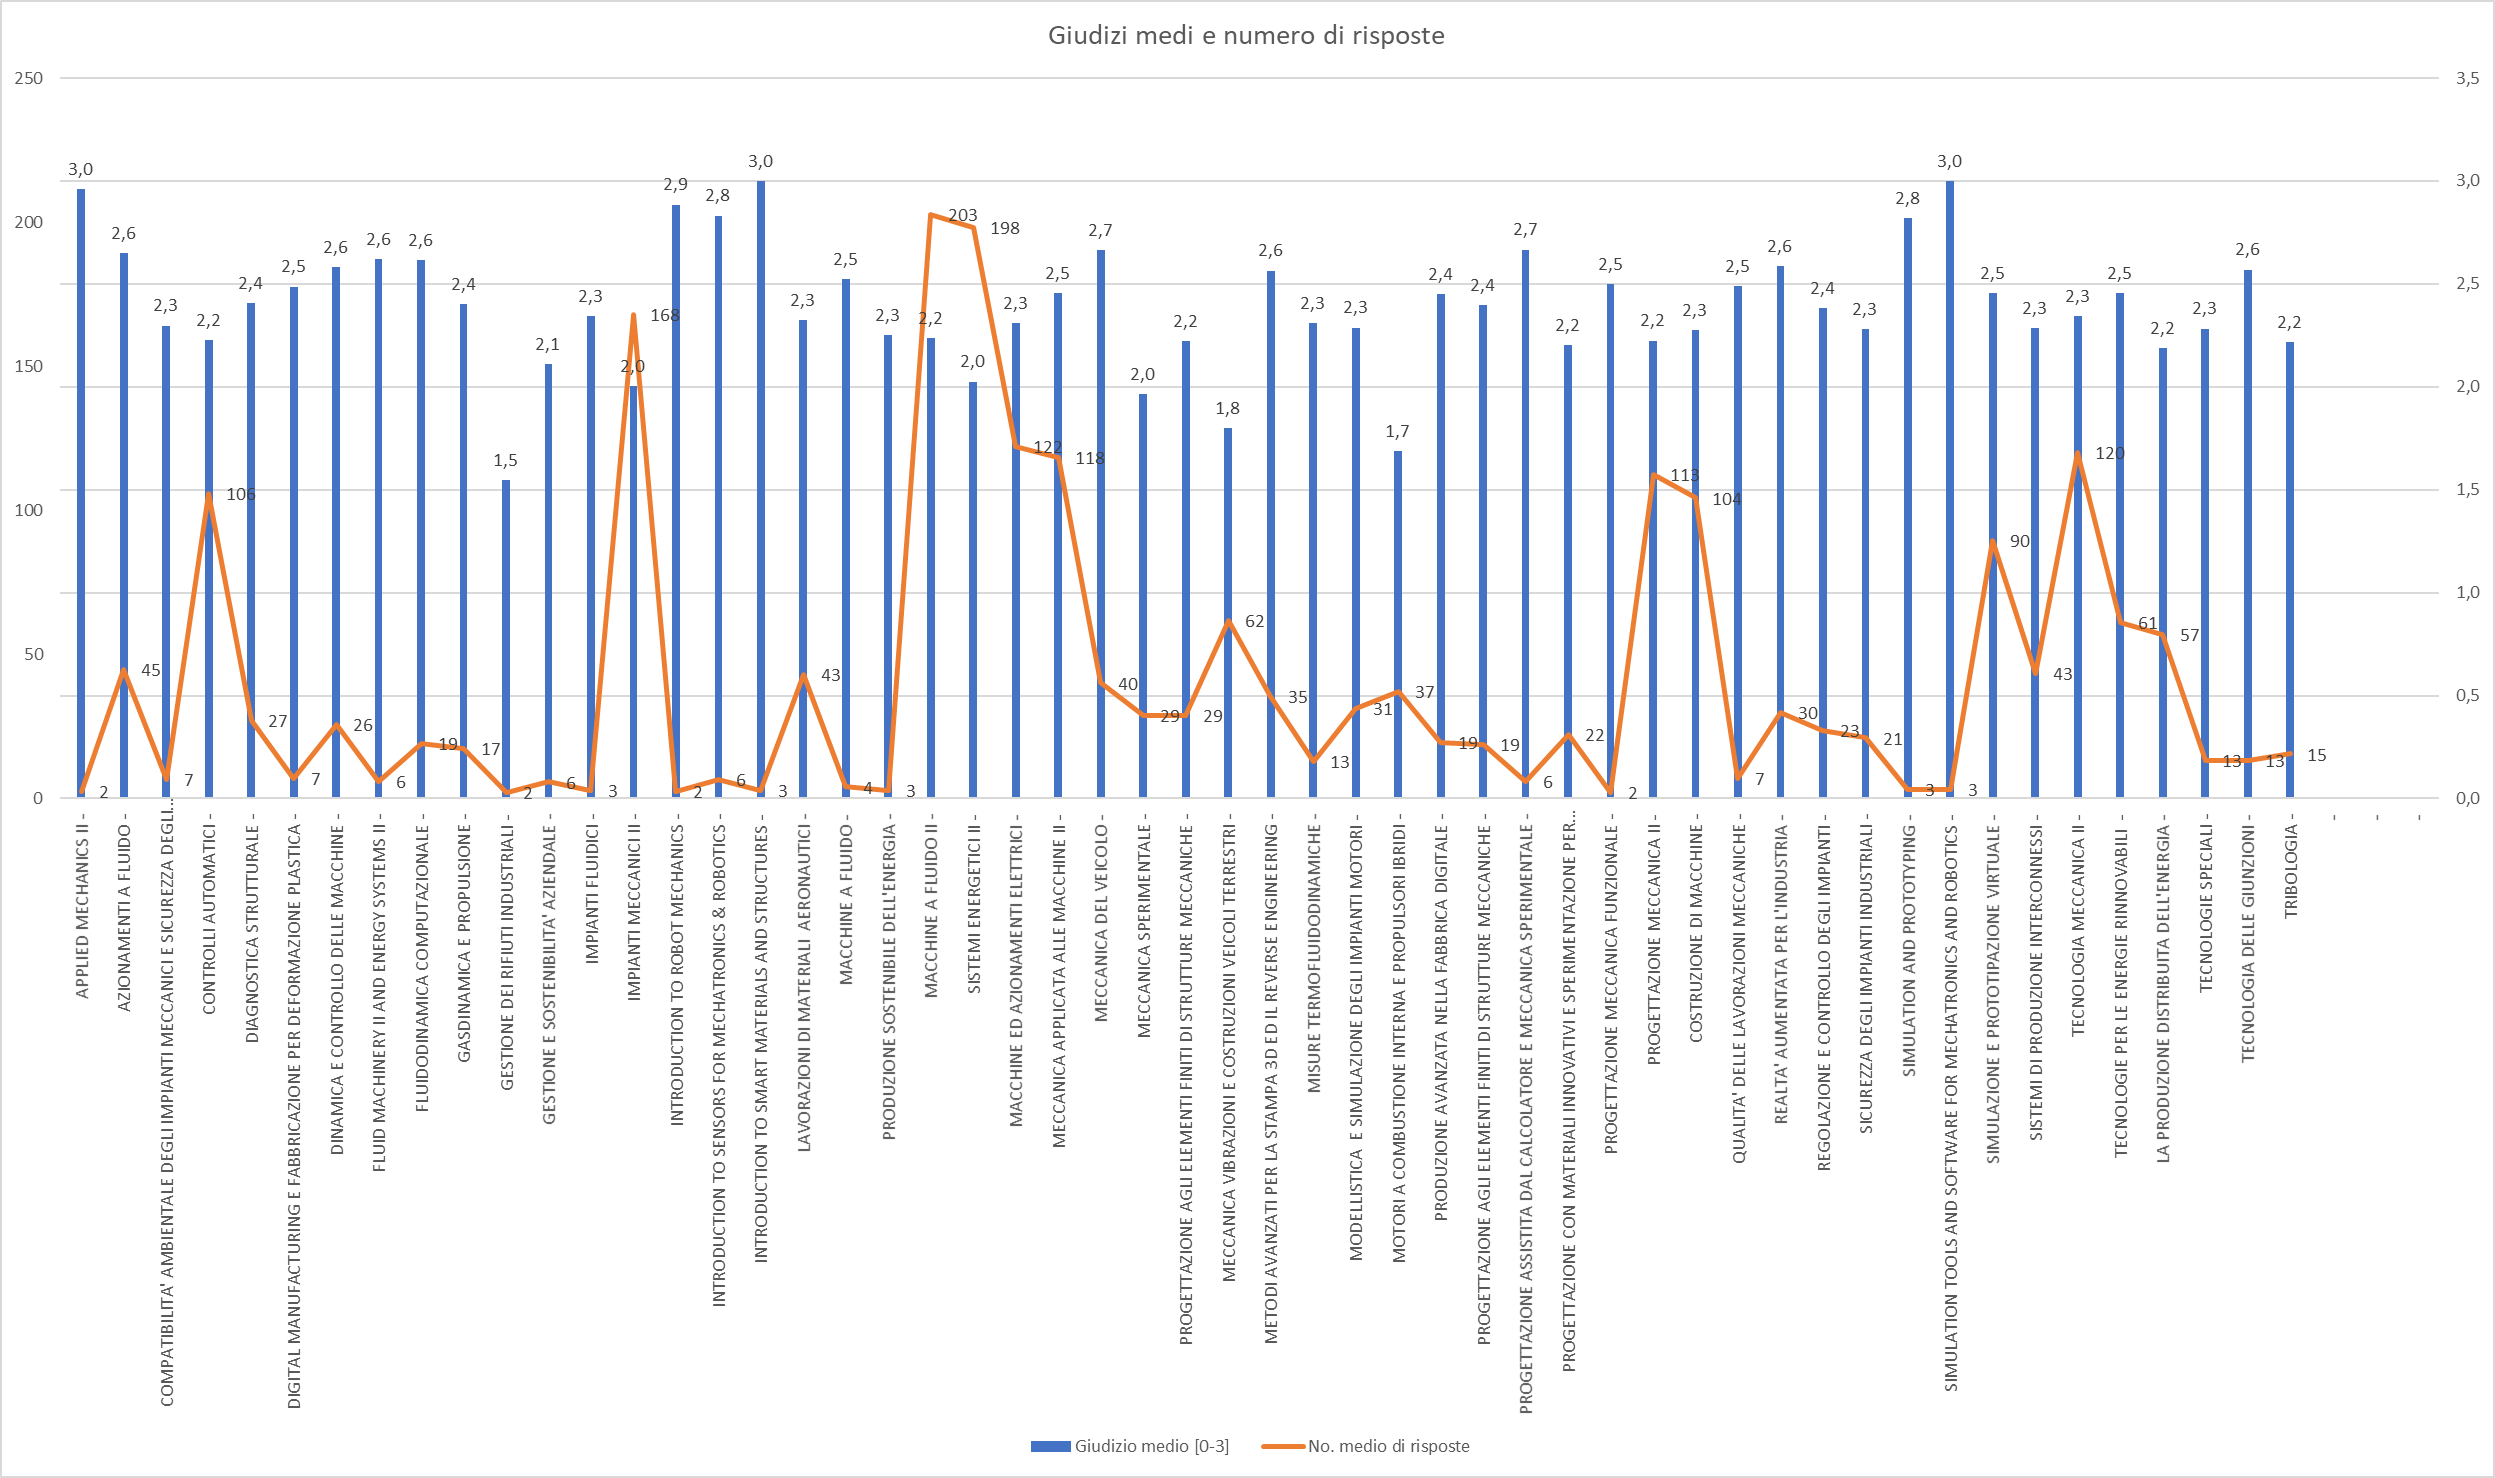 Giudizi medi e numero di risposte
250
200
150
100
50
0
3,5
3,0
2,5
2,0
1,5
1,0
0,5
0,0
3,0
2,6
2,3
2,2
2,4
2,5
2,6
2,6
2,6
2,4
1,5
2,1
2,3
2,0
2,9
2,8
3,0
2,3
2,5
2,3
2,2
2,0
2,3
2,5
2,7
2,0
2,2
1,8
2,6
2,3
2,3
1,7
2,4
2,4
2,7
2,2
2,5
2,2
2,3
2,5
2,6
2,4
2,3
2,8
3,0
2,5
2,3
2,3
2,5
2,2
2,3
2,6
2,2
2
45
7
106
27
7
26
6
19
17
2
6
3
168
2
6
3
43
4
3
203
198
122
118
40
29
29
62
35
13
31
37
19
19
6
22
2
113
104
7
30
23
21
3
3
90
43
120
61
57
13
13
15
APPLIED MECHANICS II
AZIONAMENTI A FLUIDO
COMPATIBILITA' AMBIENTALE DEGLI IMPIANTI MECCANICI E SICUREZZA DEGLI...
CONTROLLI AUTOMATICI
DIAGNOSTICA STRUTTURALE
DIGITAL MANUFACTURING E FABBRICAZIONE PER DEFORMAZIONE PLASTICA
DINAMICA E CONTROLLO DELLE MACCHINE
FLUID MACHINERY II AND ENERGY SYSTEMS II
FLUIDODINAMICA COMPUTAZIONALE
GASDINAMICA E PROPULSIONE
GESTIONE DEI RIFIUTI INDUSTRIALI
GESTIONE E SOSTENIBILITA' AZIENDALE
IMPIANTI FLUIDICI
IMPIANTI MECCANICI II
INTRODUCTION TO ROBOT MECHANICS
INTRODUCTION TO SENSORS FOR MECHATRONICS & ROBOTICS
INTRODUCTION TO SMART MATERIALS AND STRUCTURES
LAVORAZIONI DI MATERIALI AERONAUTICI
MACCHINE A FLUIDO
PRODUZIONE SOSTENIBILE DELL'ENERGIA
MACCHINE A FLUIDO II
SISTEMI ENERGETICI II
MACCHINE ED AZIONAMENTI ELETTRICI
MECCANICA APPLICATA ALLE MACCHINE II
MECCANICA DEL VEICOLO
MECCANICA SPERIMENTALE
PROGETTAZIONE AGLI ELEMENTI FINITI DI STRUTTURE MECCANICHE
MECCANICA VIBRAZIONI E COSTRUZIONI VEICOLI TERRESTRI
METODI AVANZATI PER LA STAMPA 3D ED IL REVERSE ENGINEERING
MISURE TERMOFLUIDODINAMICHE
MODELLISTICA E SIMULAZIONE DEGLI IMPIANTI MOTORI
MOTORI A COMBUSTIONE INTERNA E PROPULSORI IBRIDI
PRODUZIONE AVANZATA NELLA FABBRICA DIGITALE
PROGETTAZIONE AGLI ELEMENTI FINITI DI STRUTTURE MECCANICHE
PROGETTAZIONE ASSISTITA DAL CALCOLATORE E MECCANICA SPERIMENTALE
PROGETTAZIONE CON MATERIALI INNOVATIVI E SPERIMENTAZIONE PER...
PROGETTAZIONE MECCANICA FUNZIONALE
PROGETTAZIONE MECCANICA II
COSTRUZIONE DI MACCHINE
QUALITA' DELLE LAVORAZIONI MECCANICHE
REALTA' AUMENTATA PER L'INDUSTRIA
REGOLAZIONE E CONTROLLO DEGLI IMPIANTI
SICUREZZA DEGLI IMPIANTI INDUSTRIALI
SIMULATION AND PROTOTYPING
SIMULATION TOOLS AND SOFTWARE FOR MECHATRONICS AND ROBOTICS
SIMULAZIONE E PROTOTIPAZIONE VIRTUALE
SISTEMI DI PRODUZIONE INTERCONNESSI
TECNOLOGIA MECCANICA II
TECNOLOGIE PER LE ENERGIE RINNOVABILI
LA PRODUZIONE DISTRIBUITA DELL'ENERGIA
TECNOLOGIE SPECIALI
TECNOLOGIA DELLE GIUNZIONI
TRIBOLOGIA
Giudizio medio [0-3]
No. medio di risposte